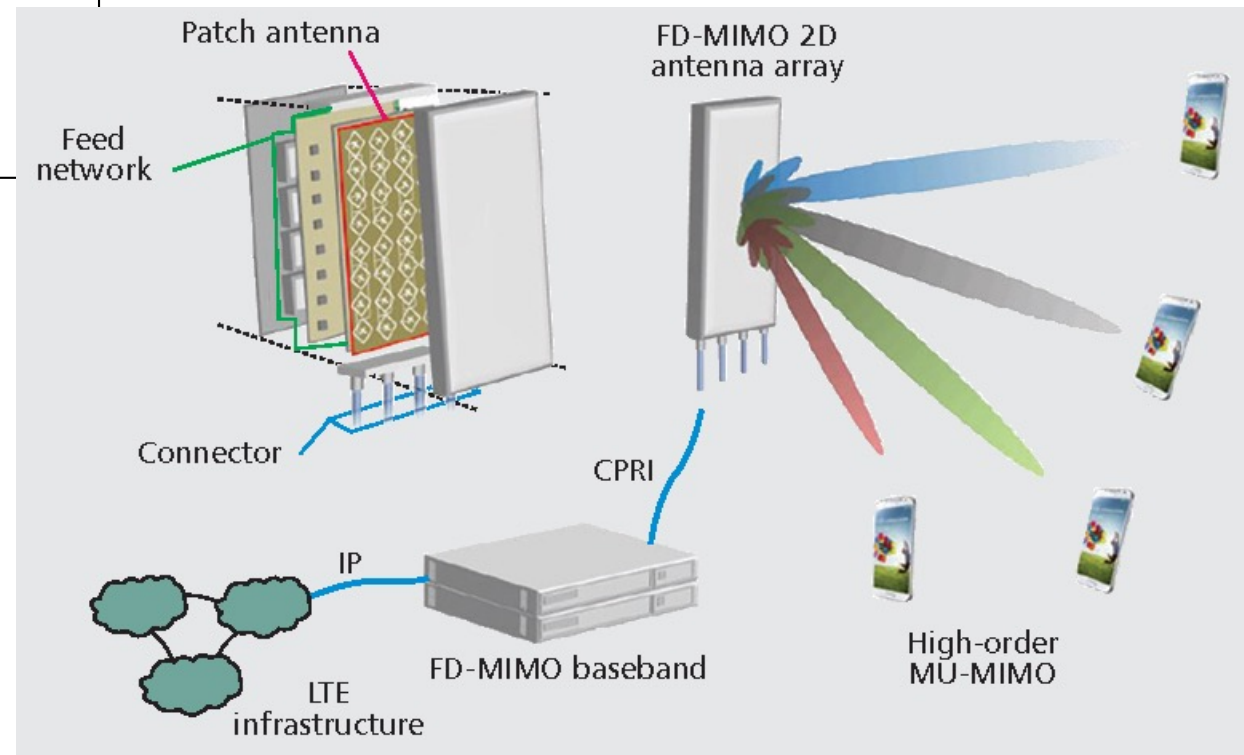 Patch antenna
FD-MIMO 2D
antenna array
Feed
network
Connector
CPRI
IP
FD-MIMO baseband
High-order
MU-MIMO
LTE
infrastructure